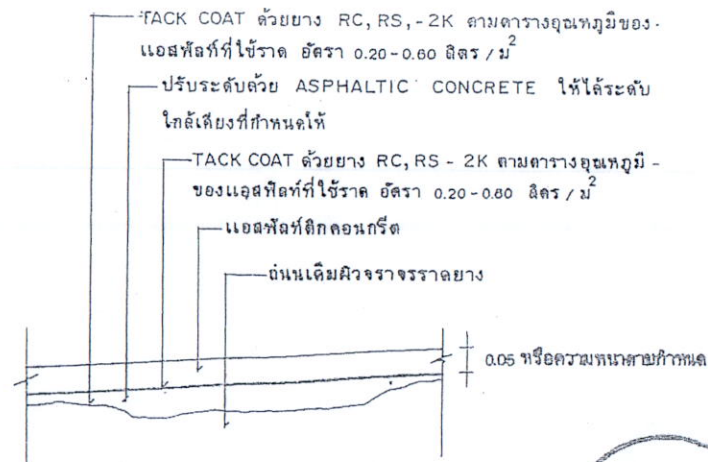 TACK COAT ด้วยยาง RC, RS, -2K ตามตารางอุณหภูมิของ-
แอสฟัลท์ที่ใช้ราด อัตรา 0.20-0.60 ลิตร / ม²
ปรับระดับด้วย ASPHALTIC CONCRETE ให้ได้ระดับ
ใกล้เคียงที่กำหนดให้
TACK COAT ด้วยยาง RC, RS - 2K ตามตารางอุณหภูมิ -
ของแอสฟัลท์ที่ใช้ราด อัตรา 0.20-0.60 ลิตร / ม²
แอสฟัลท์ติกคอนกรีต
ถนนเดิมผิวจราจรราดยาง
0.05 หรือความหนาตามกำหนด